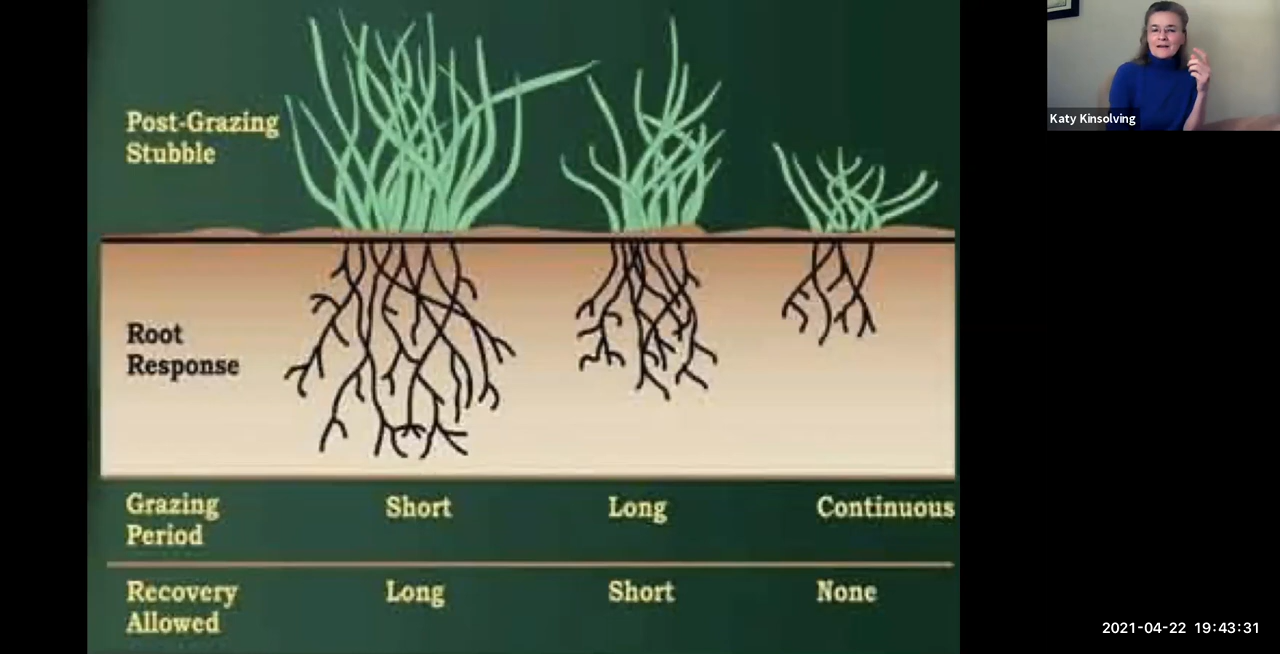 Post-Grazing
Stubble
Katy Kinsolving
Root
Response
Grazing
Period
Short
Long
Continuous
Recovery
Allowed
Long
Short
None
2021-04-22 19:43:31